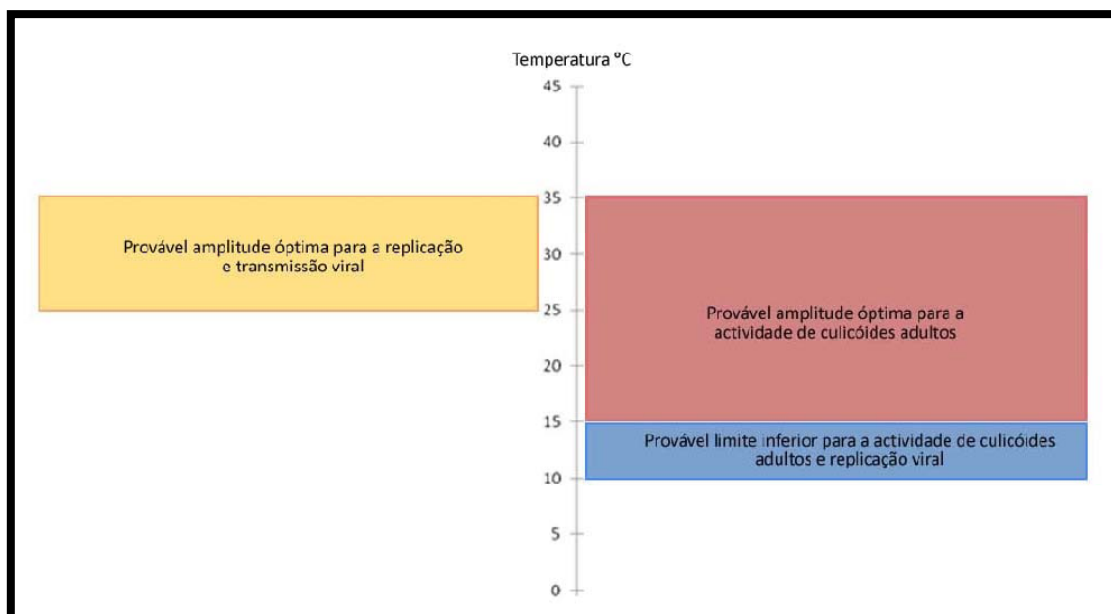 Temperatura °C
45
40
35
30
25
20
15
10
5
0
Provável amplitude óptima para a replicação
e transmissão viral
Provável amplitude óptima para a
actividade de culicóides adultos
Provável limite inferior para a actividade de culicóides
adultos e replicação viral